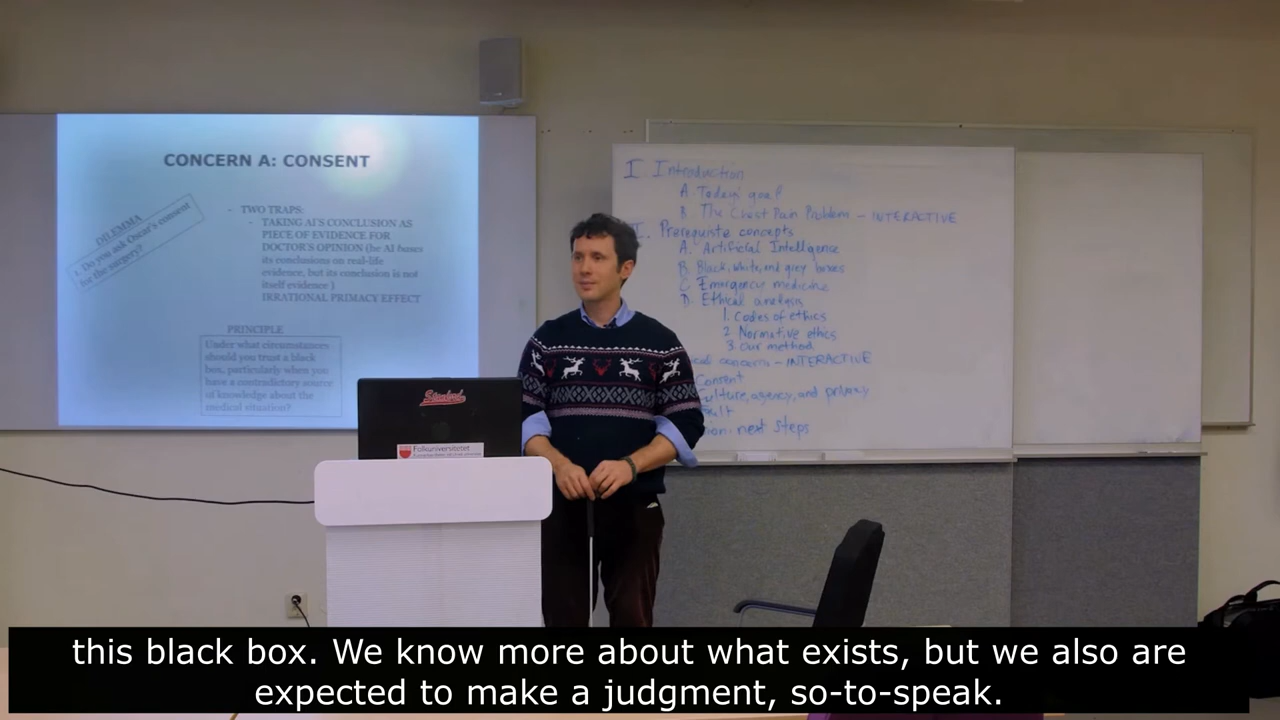 CONCERN A: CONSENT
DILEMMA
1. Do you ask Oscar's consent
for the surgery?
- TWO TRAPS:
- TAKING AI'S CONCLUSION AS
PIECE OF EVIDENCE FOR
DOCTOR'S OPINION (he AI bases
its conclusions on real-life
evidence, but its conclusion is not
itself evidence )
IRRATIONAL PRIMACY EFFECT
PRINCIPLE
Under what circumstances
should you trust a black
box, particularly when you
have a contradictory source
of knowledge about the
medical situation?
I. Introduction
A. Today's goal
B. The Chest Pain Problem - INTERACTIVE
I. Prerequisite concepts
A. Artificial Intelligence
B. Black, white, and grey boxes
C. Emergency medicine
D. Ethical analysis
1. Codes of ethics
2. Normative ethics
3. Our method
ical concerns - INTERACTIVE
Consent
Culture, agency, and privacy
Fault
sion: next steps
Stanford
Folkuniversitetet
this black box. We know more about what exists, but we also are
expected to make a judgment, so-to-speak.